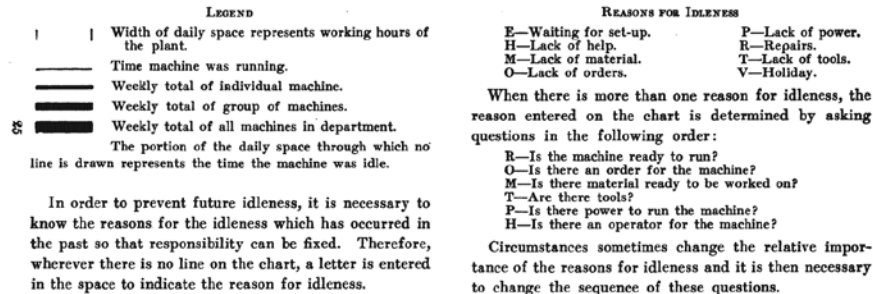 LEGEND
Width of daily space represents working hours of
the plant.
Time machine was running.
Weekly total of individual machine.
Weekly total of group of machines.
25
Weekly total of all machines in department.
The portion of the daily space through which no
line is drawn represents the time the machine was idle.
In order to prevent future idleness, it is necessary to
know the reasons for the idleness which has occurred in
the past so that responsibility can be fixed. Therefore,
wherever there is no line on the chart, a letter is entered
in the space to indicate the reason for idleness.
REASONS FOR IDLENESS
E—Waiting for set-up.
H—Lack of help.
M—Lack of material.
O—Lack of orders.
P—Lack of power.
R—Repairs.
T—Lack of tools.
V—Holiday.
When there is more than one reason for idleness, the
reason entered on the chart is determined by asking
questions in the following order:
R—Is the machine ready to run?
O—Is there an order for the machine?
M—Is there material ready to be worked on?
T—Are there tools?
P—Is there power to run the machine?
H—Is there an operator for the machine?
Circumstances sometimes change the relative impor-
tance of the reasons for idleness and it is then necessary
to change the sequence of these questions.